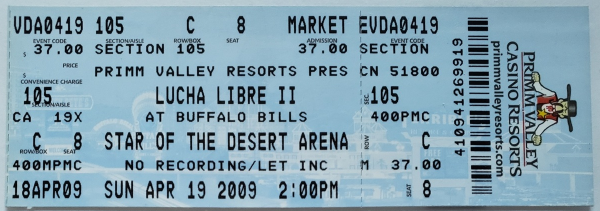 VDA0419 105 C 8 MARKET EVDA0419
EVENT CODE SECTION/AISLE ROW/BOX SEAT ADMISSION EVENT CODE
$ 37.00 SECTION 105 37.00 SECTION
PRICE
$ PRIMM VALLEY RESORTS PRES CN 51800
CONVENIENCE CHARGE
105 LUCHA LIBRE II 105
SECTION/AISLE SEC
CA 19X AT BUFFALO BILLS 400PMC
C 8 STAR OF THE DESERT ARENA C
ROW/BOX SEAT ROW
400MPMC NO RECORDING/LET INC M 37.00
18APR09 SUN APR 19 2009 2:00PM 8
SEAT
4109941269919
PRIMM VALLEY
CASINO RESORTS
primmvalleyresorts.com